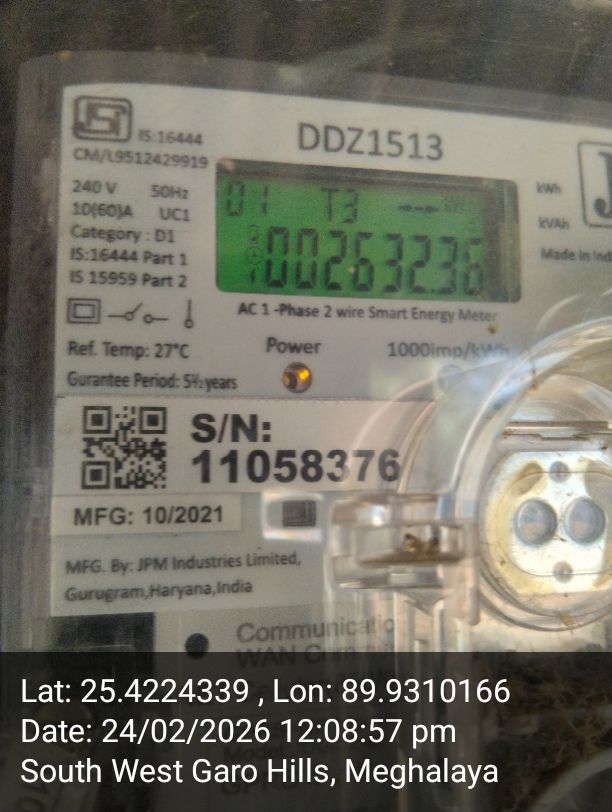 IS:16444
CM/L9512429919
DDZ1513
240 V 50Hz
10(60)A UC1
Category : D1
IS:16444 Part 1
IS 15959 Part 2
01 T3
00263236
kWh
kVAh
Made in
AC 1 -Phase 2 wire Smart Energy Meter
Ref. Temp: 27°C
Power
1000imp/kWh
Gurantee Period: 5½ years
S/N:
11058376
MFG: 10/2021
MFG. By: JPM Industries Limited,
Gurugram,Haryana,India
WAN
Lat: 25.4224339 , Lon: 89.9310166
Date: 24/02/2026 12:08:57 pm
South West Garo Hills, Meghalaya